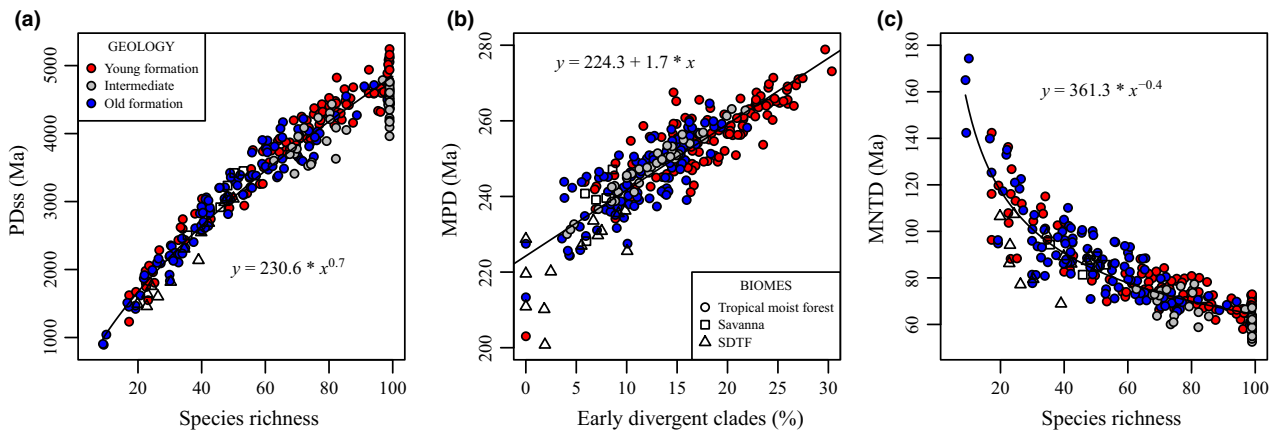 (a)
GEOLOGY
Young formation
Intermediate
Old formation
y = 230.6 * x^0.7
PDss (Ma)
1000 2000 3000 4000 5000
20 40 60 80 100
Species richness
(b)
y = 224.3 + 1.7 * x
BIOMES
Tropical moist forest
Savanna
SDTF
MPD (Ma)
200 220 240 260 280
0 5 10 15 20 25 30
Early divergent clades (%)
(c)
y = 361.3 * x^−0.4
MNTD (Ma)
60 80 100 120 140 160 180
20 40 60 80 100
Species richness